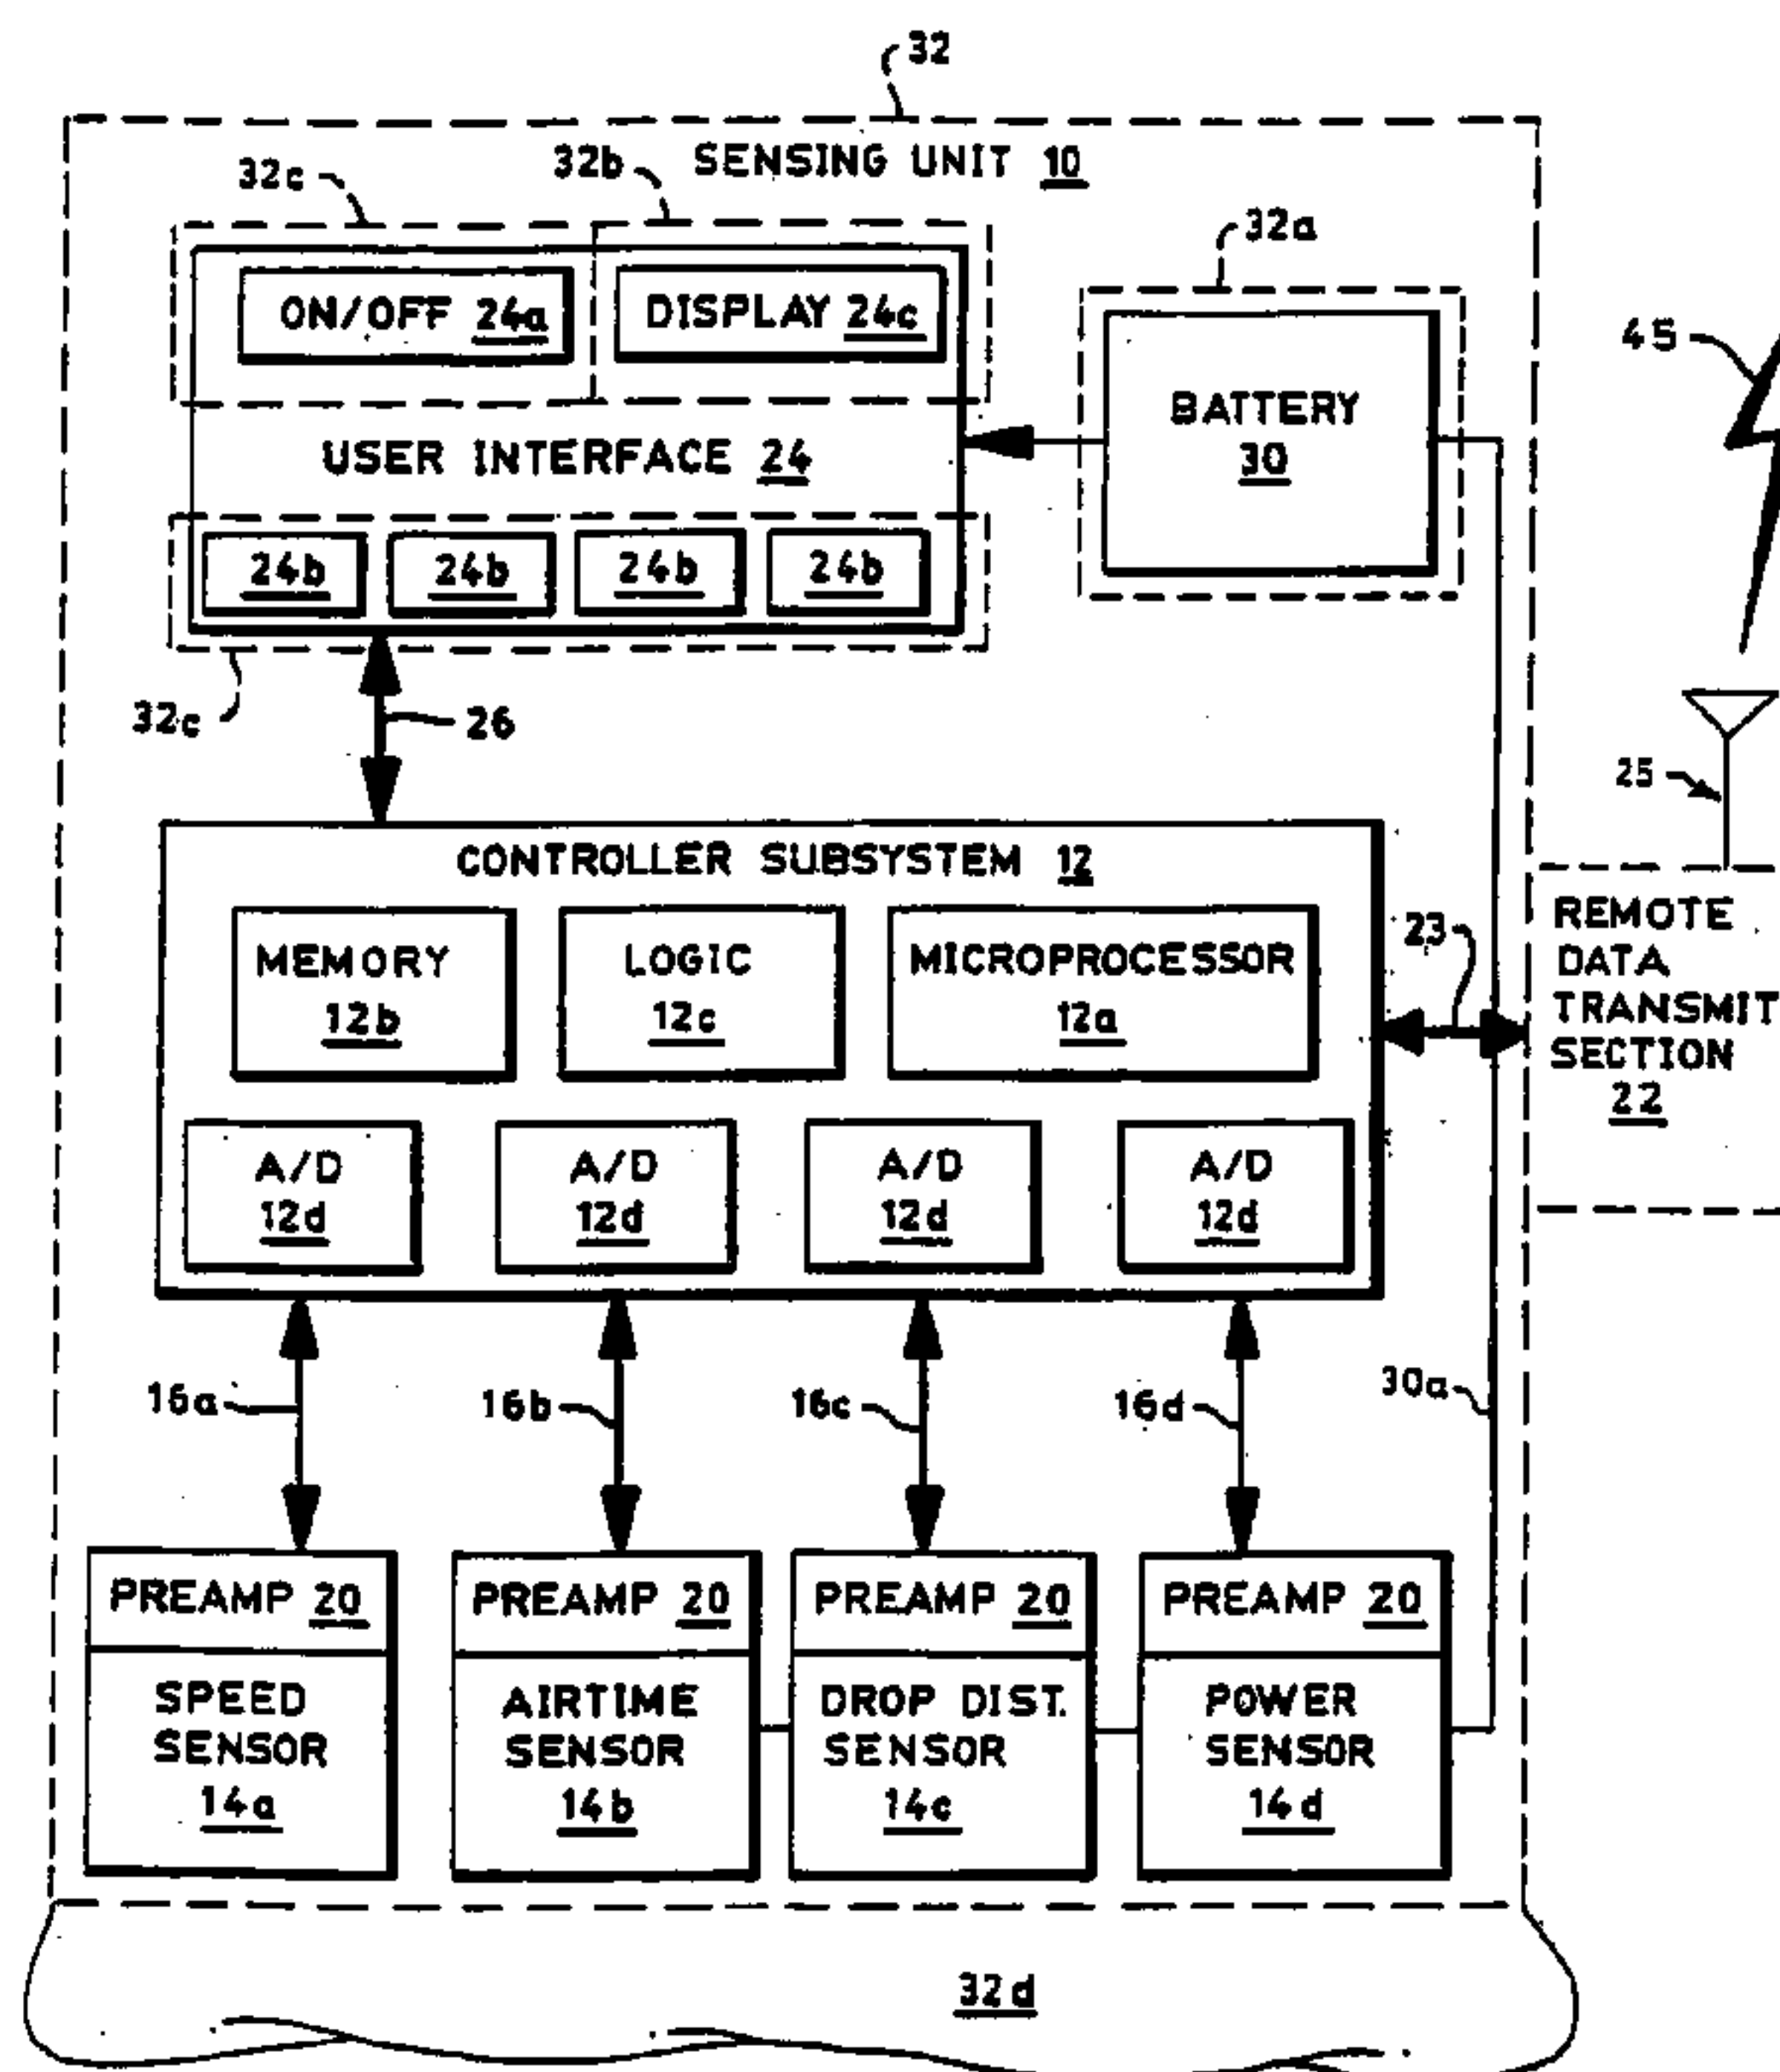 32
SENSING UNIT 10
32c
32b
32a
ON/OFF 24a
DISPLAY 24c
45
BATTERY
30
USER INTERFACE 24
24b
24b
24b
24b
32c
26
25
CONTROLLER SUBSYSTEM 12
MEMORY
12b
LOGIC
12c
MICROPROCESSOR
12a
23
REMOTE
DATA
TRANSMIT
SECTION
22
A/D
12d
A/D
12d
A/D
12d
A/D
12d
16a
16b
16c
16d
30a
PREAMP 20
SPEED
SENSOR
14a
PREAMP 20
AIRTIME
SENSOR
14b
PREAMP 20
DROP DIST.
SENSOR
14c
PREAMP 20
POWER
SENSOR
14d
32d